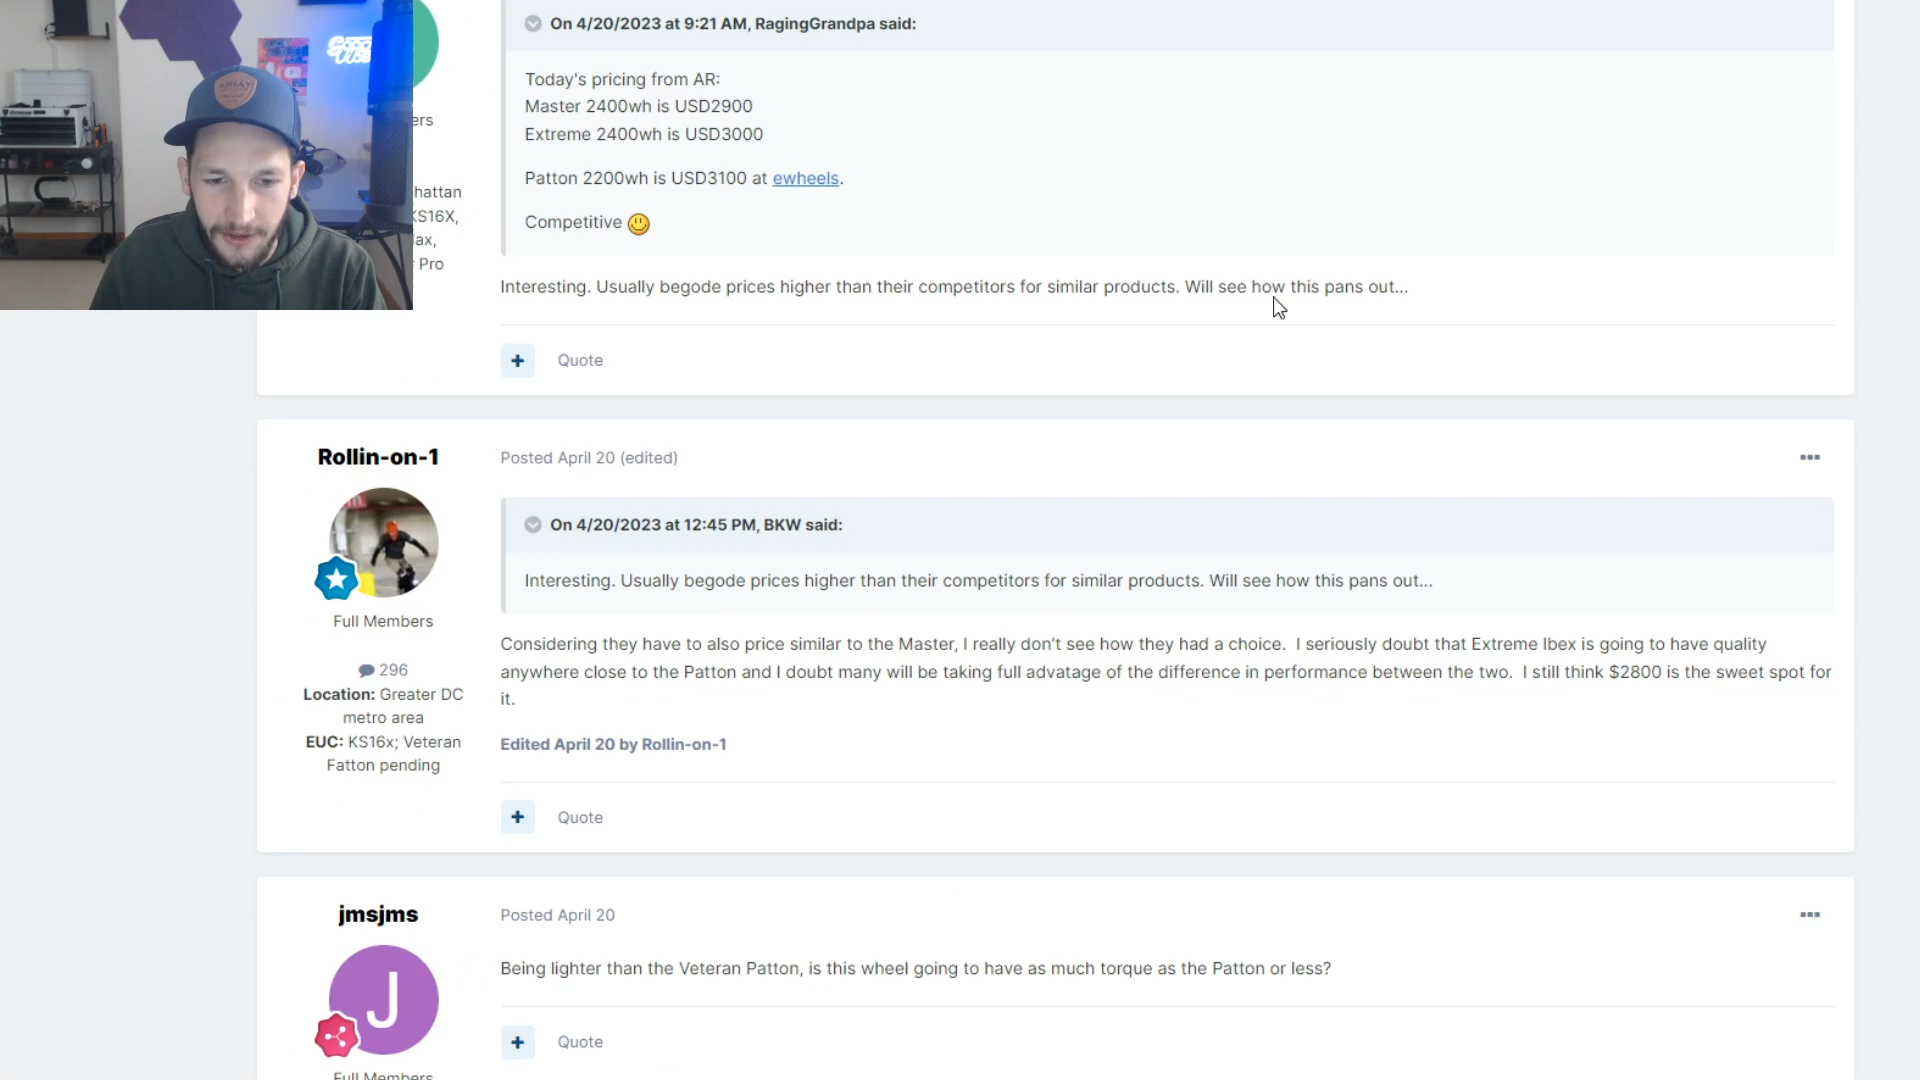 On 4/20/2023 at 9:21 AM, RagingGrandpa said:
Today's pricing from AR:
Master 2400wh is USD2900
Extreme 2400wh is USD3000
Patton 2200wh is USD3100 at ewheels.
Competitive
ers
hattan
KS16X,
ax,
Pro
Interesting. Usually begode prices higher than their competitors for similar products. Will see how this pans out...
+ Quote
Rollin-on-1
Posted April 20 (edited)
On 4/20/2023 at 12:45 PM, BKW said:
Interesting. Usually begode prices higher than their competitors for similar products. Will see how this pans out...
Full Members
296
Location: Greater DC
metro area
EUC: KS16x; Veteran
Fatton pending
Considering they have to also price similar to the Master, I really don't see how they had a choice.  I seriously doubt that Extreme Ibex is going to have quality
anywhere close to the Patton and I doubt many will be taking full advatage of the difference in performance between the two.  I still think $2800 is the sweet spot for
it.
Edited April 20 by Rollin-on-1
+ Quote
jmsjms
Posted April 20
J
Being lighter than the Veteran Patton, is this wheel going to have as much torque as the Patton or less?
+ Quote
Full Members